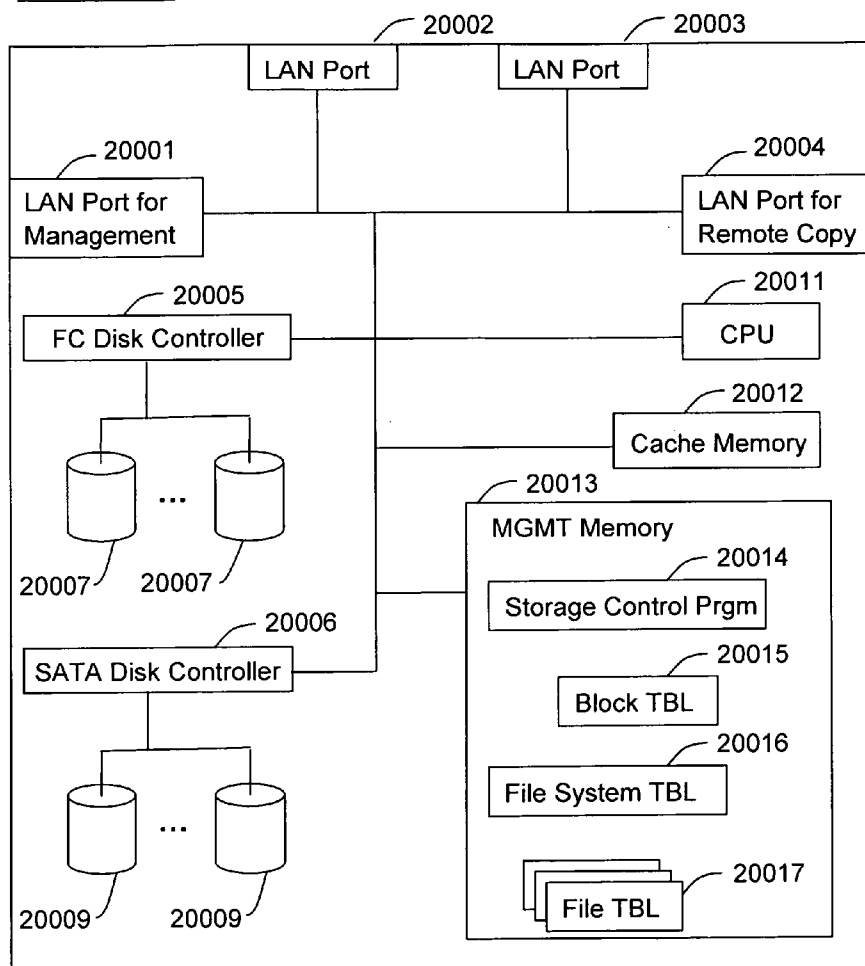 20002
20003
LAN Port
LAN Port
20001
20004
LAN Port for
Management
LAN Port for
Remote Copy
20005
20011
FC Disk Controller
CPU
20012
Cache Memory
...
20013
MGMT Memory
20014
Storage Control Prgm
20007
20007
20006
SATA Disk Controller
20015
Block TBL
20016
File System TBL
...
20017
File TBL
20009
20009